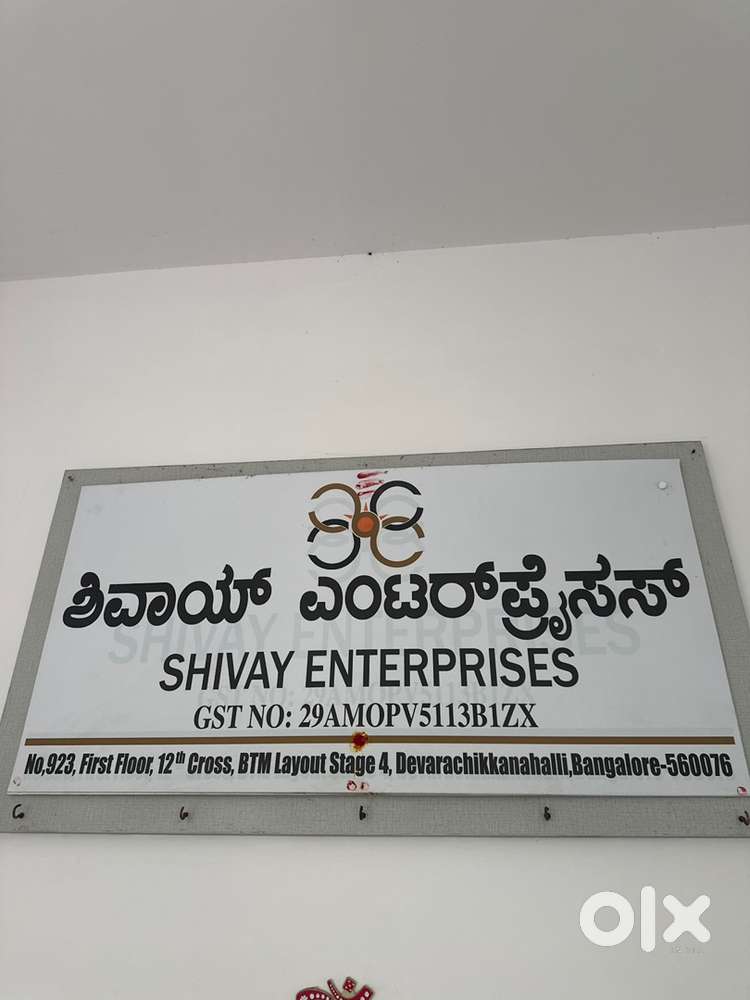 ಶಿವಾಯ್ ಎಂಟರ್‌ಪ್ರೈಸಸ್
SHIVAY ENTERPRISES
GST NO: 29AMOPV5113B1ZX
No,923, First Floor, 12th Cross, BTM Layout Stage 4, Devarachikkanahalli,Bangalore-560076
olx